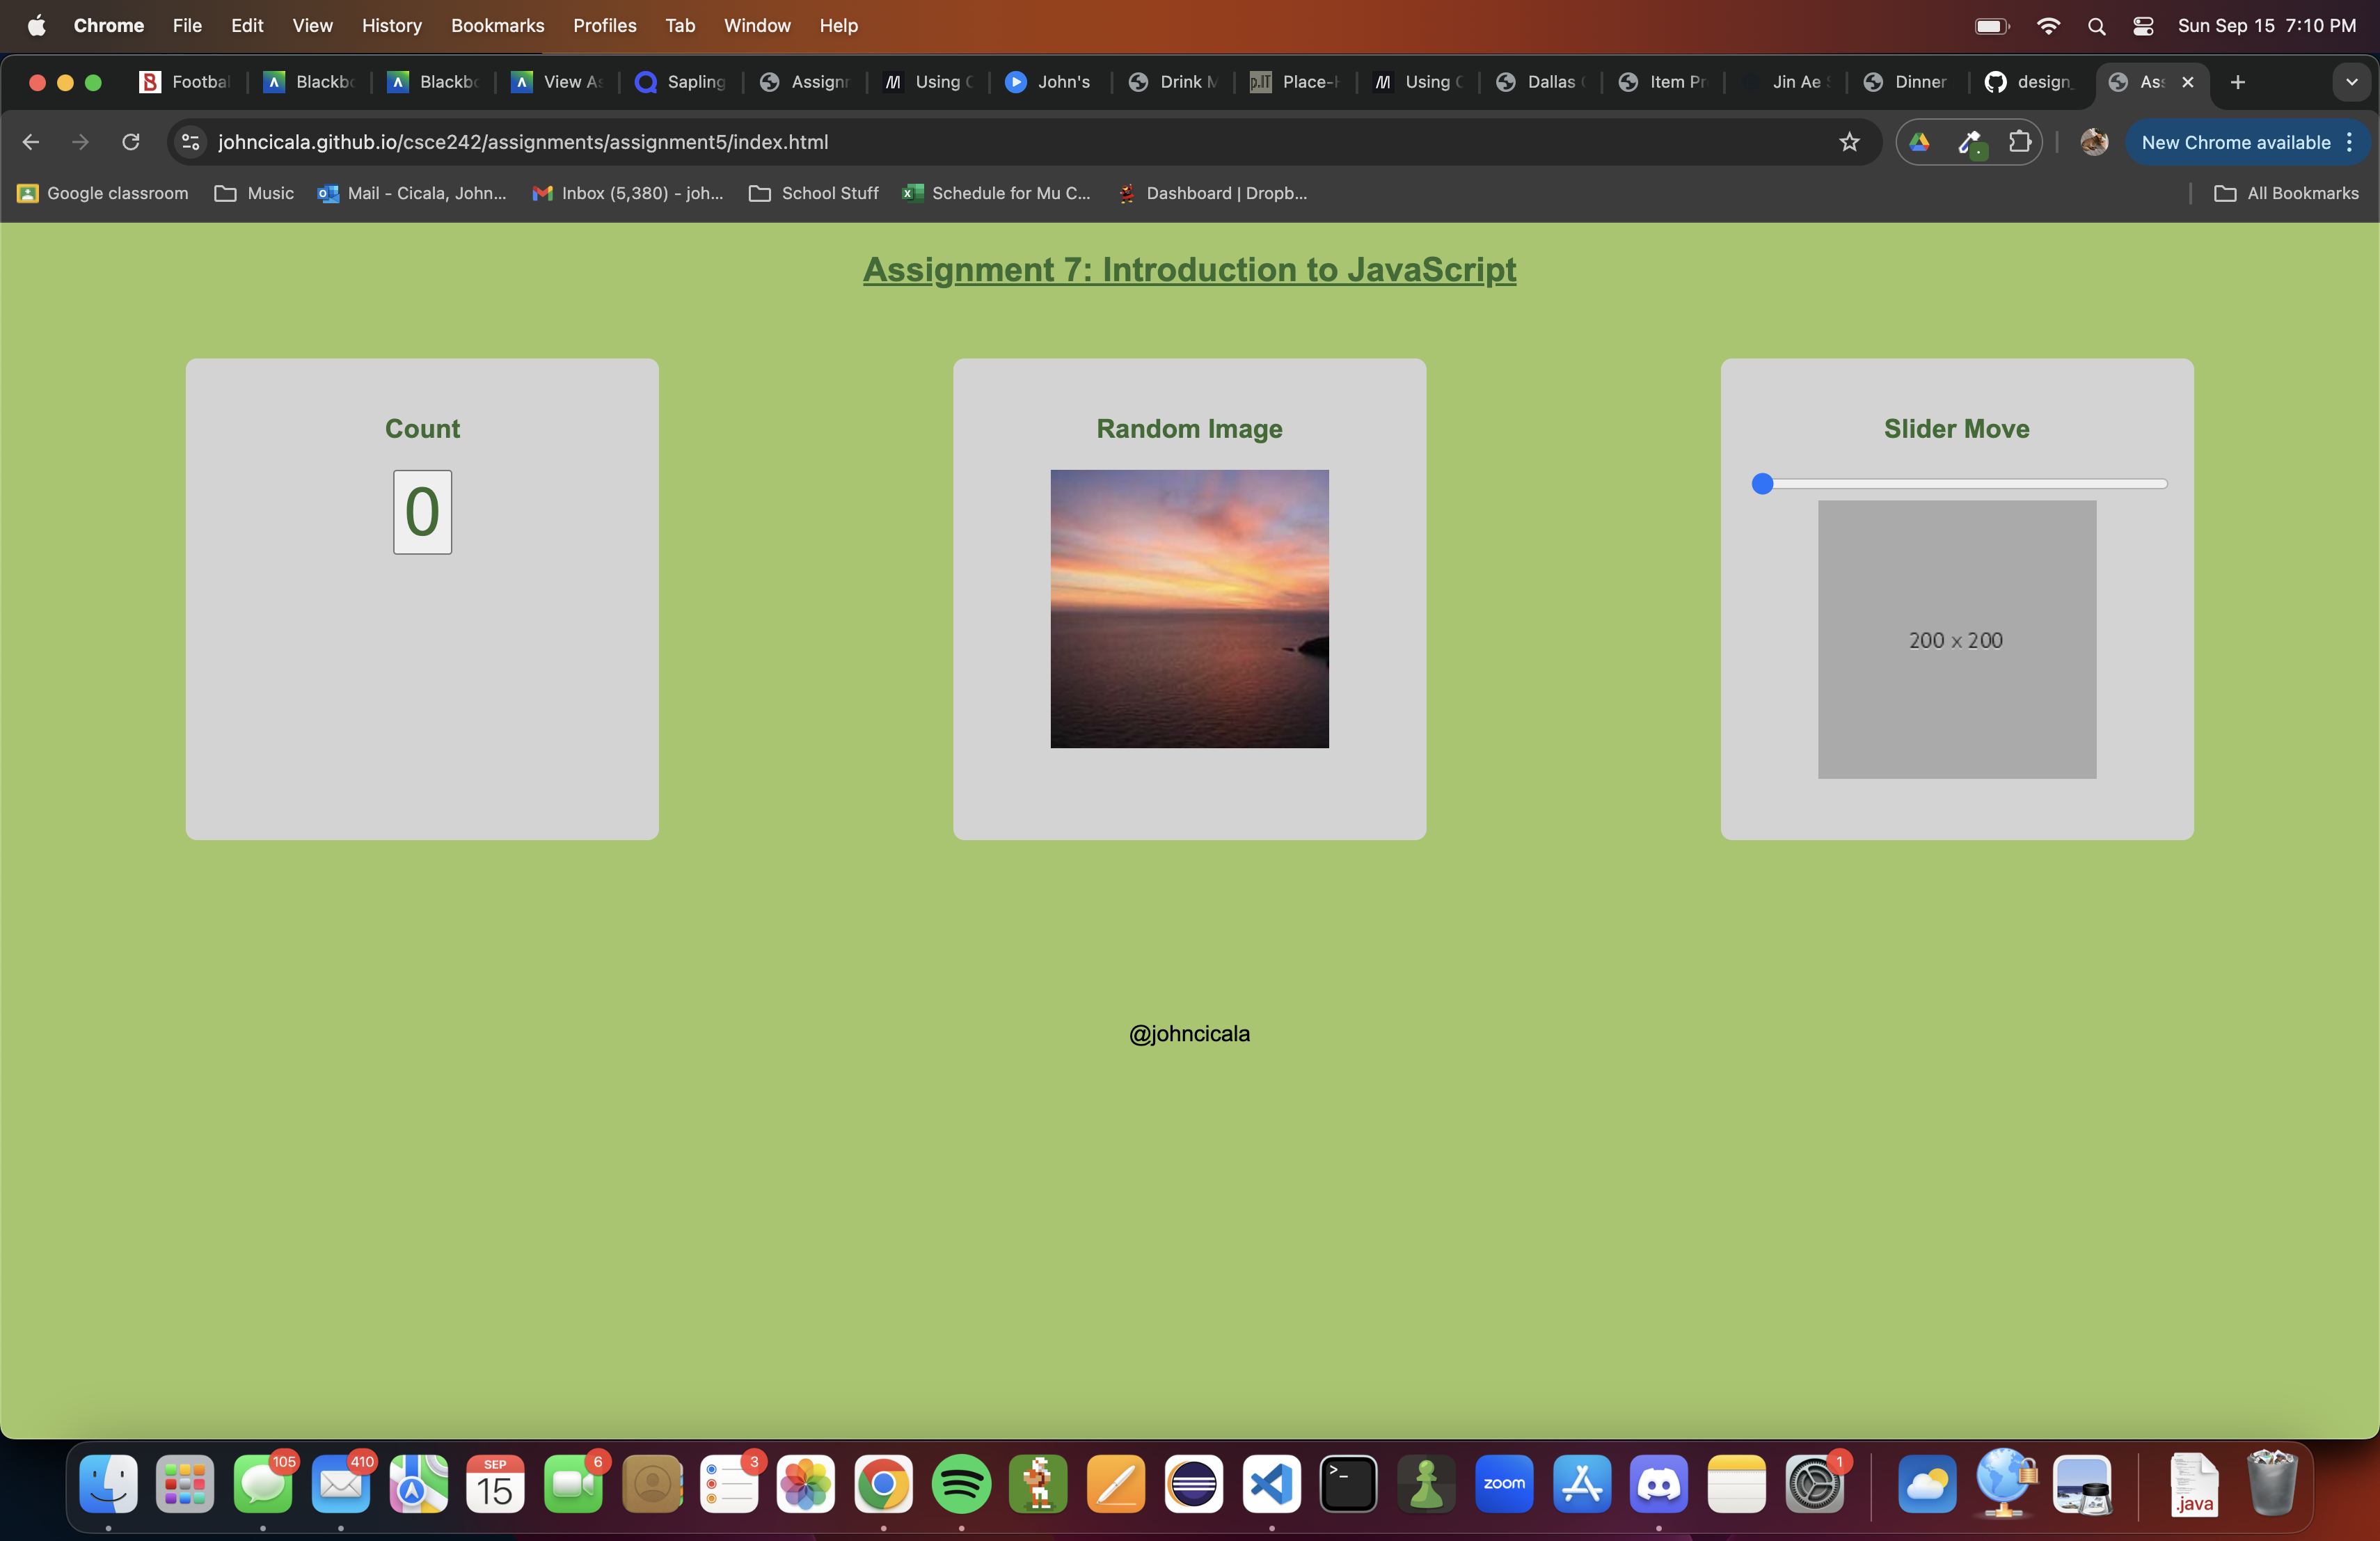 Chrome File Edit View History Bookmarks Profiles Tab Window Help Sun Sep 15 7:10 PM
Footbal Blackbo Blackbo View As Sapling Assignr Using C John's Drink M Place-H Using C Dallas Item Pr Jin Ae Dinner design_ Ass
johncicala.github.io/csce242/assignments/assignment5/index.html New Chrome available
Google classroom Music Mail - Cicala, John... Inbox (5,380) - joh... School Stuff Schedule for Mu C... Dashboard | Dropb... All Bookmarks
Assignment 7: Introduction to JavaScript
Count
0
Random Image
Slider Move
200 x 200
@johncicala
105 410 SEP 15 6 3 >_ zoom 1 .java